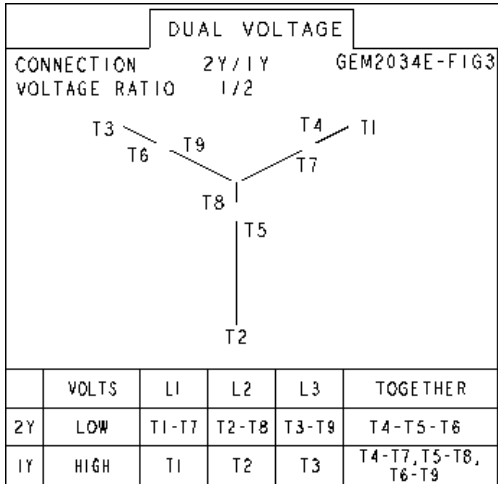 DUAL VOLTAGE
CONNECTION 2Y/1Y GEM2034E-FIG3
VOLTAGE RATIO 1/2
T3 T4 T1
T6 T9 T7
T8
T5
T2
VOLTS L1 L2 L3 TOGETHER
2Y LOW T1-T7 T2-T8 T3-T9 T4-T5-T6
1Y HIGH T1 T2 T3 T4-T7,T5-T8,
T6-T9